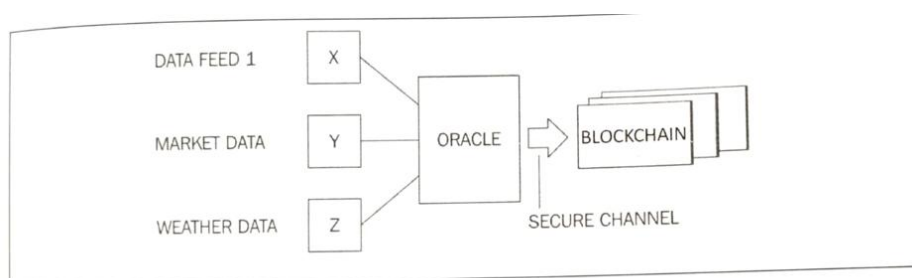 DATA FEED 1
X
MARKET DATA
Y
ORACLE
BLOCKCHAIN
WEATHER DATA
Z
SECURE CHANNEL